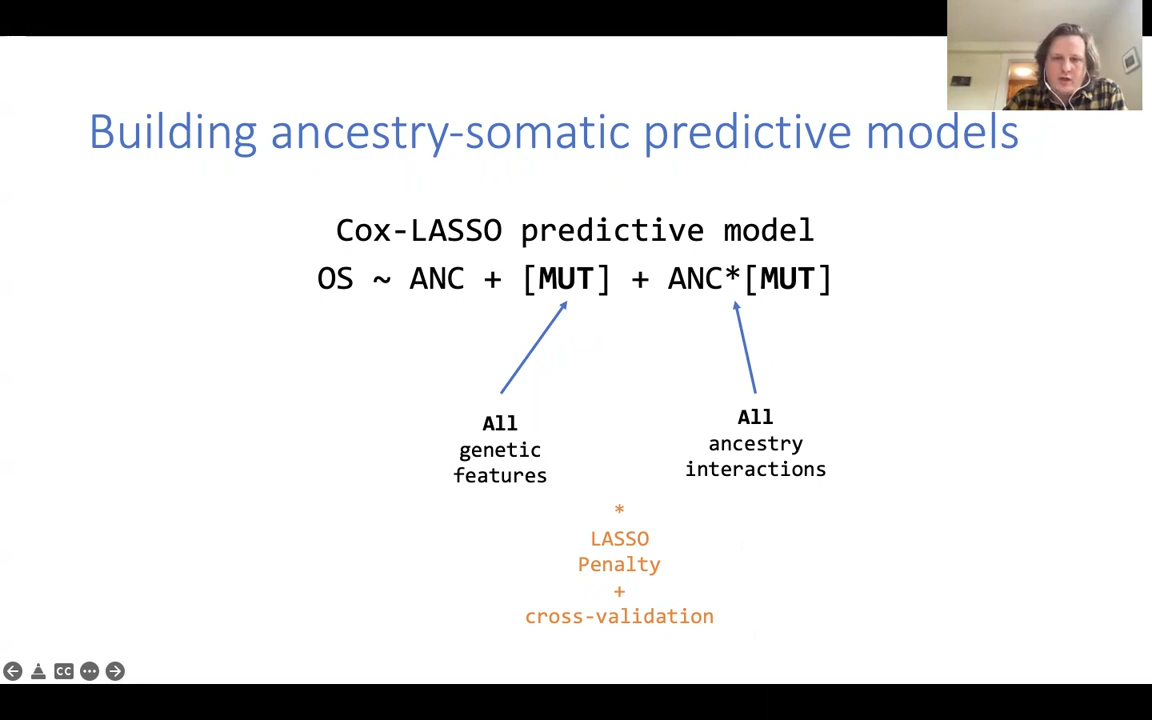 Building ancestry-somatic predictive models
Cox-LASSO predictive model
OS ~ ANC + [MUT] + ANC*[MUT]
All
genetic
features
All
ancestry
interactions
*
LASSO
Penalty
+
cross-validation
CC